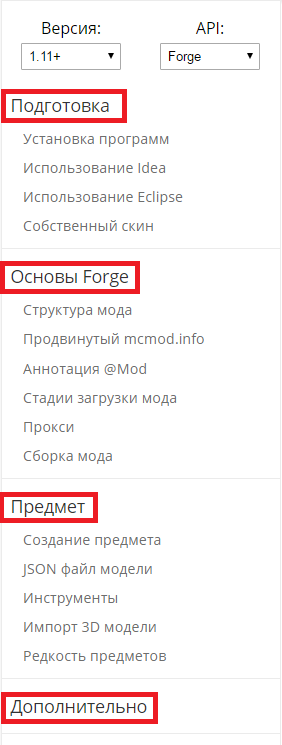 Версия: API:
1.11+ Forge
Подготовка
Установка программ
Использование Idea
Использование Eclipse
Собственный скин
Основы Forge
Структура мода
Продвинутый mcmod.info
Аннотация @Mod
Стадии загрузки мода
Прокси
Сборка мода
Предмет
Создание предмета
JSON файл модели
Инструменты
Импорт 3D модели
Редкость предметов
Дополнительно